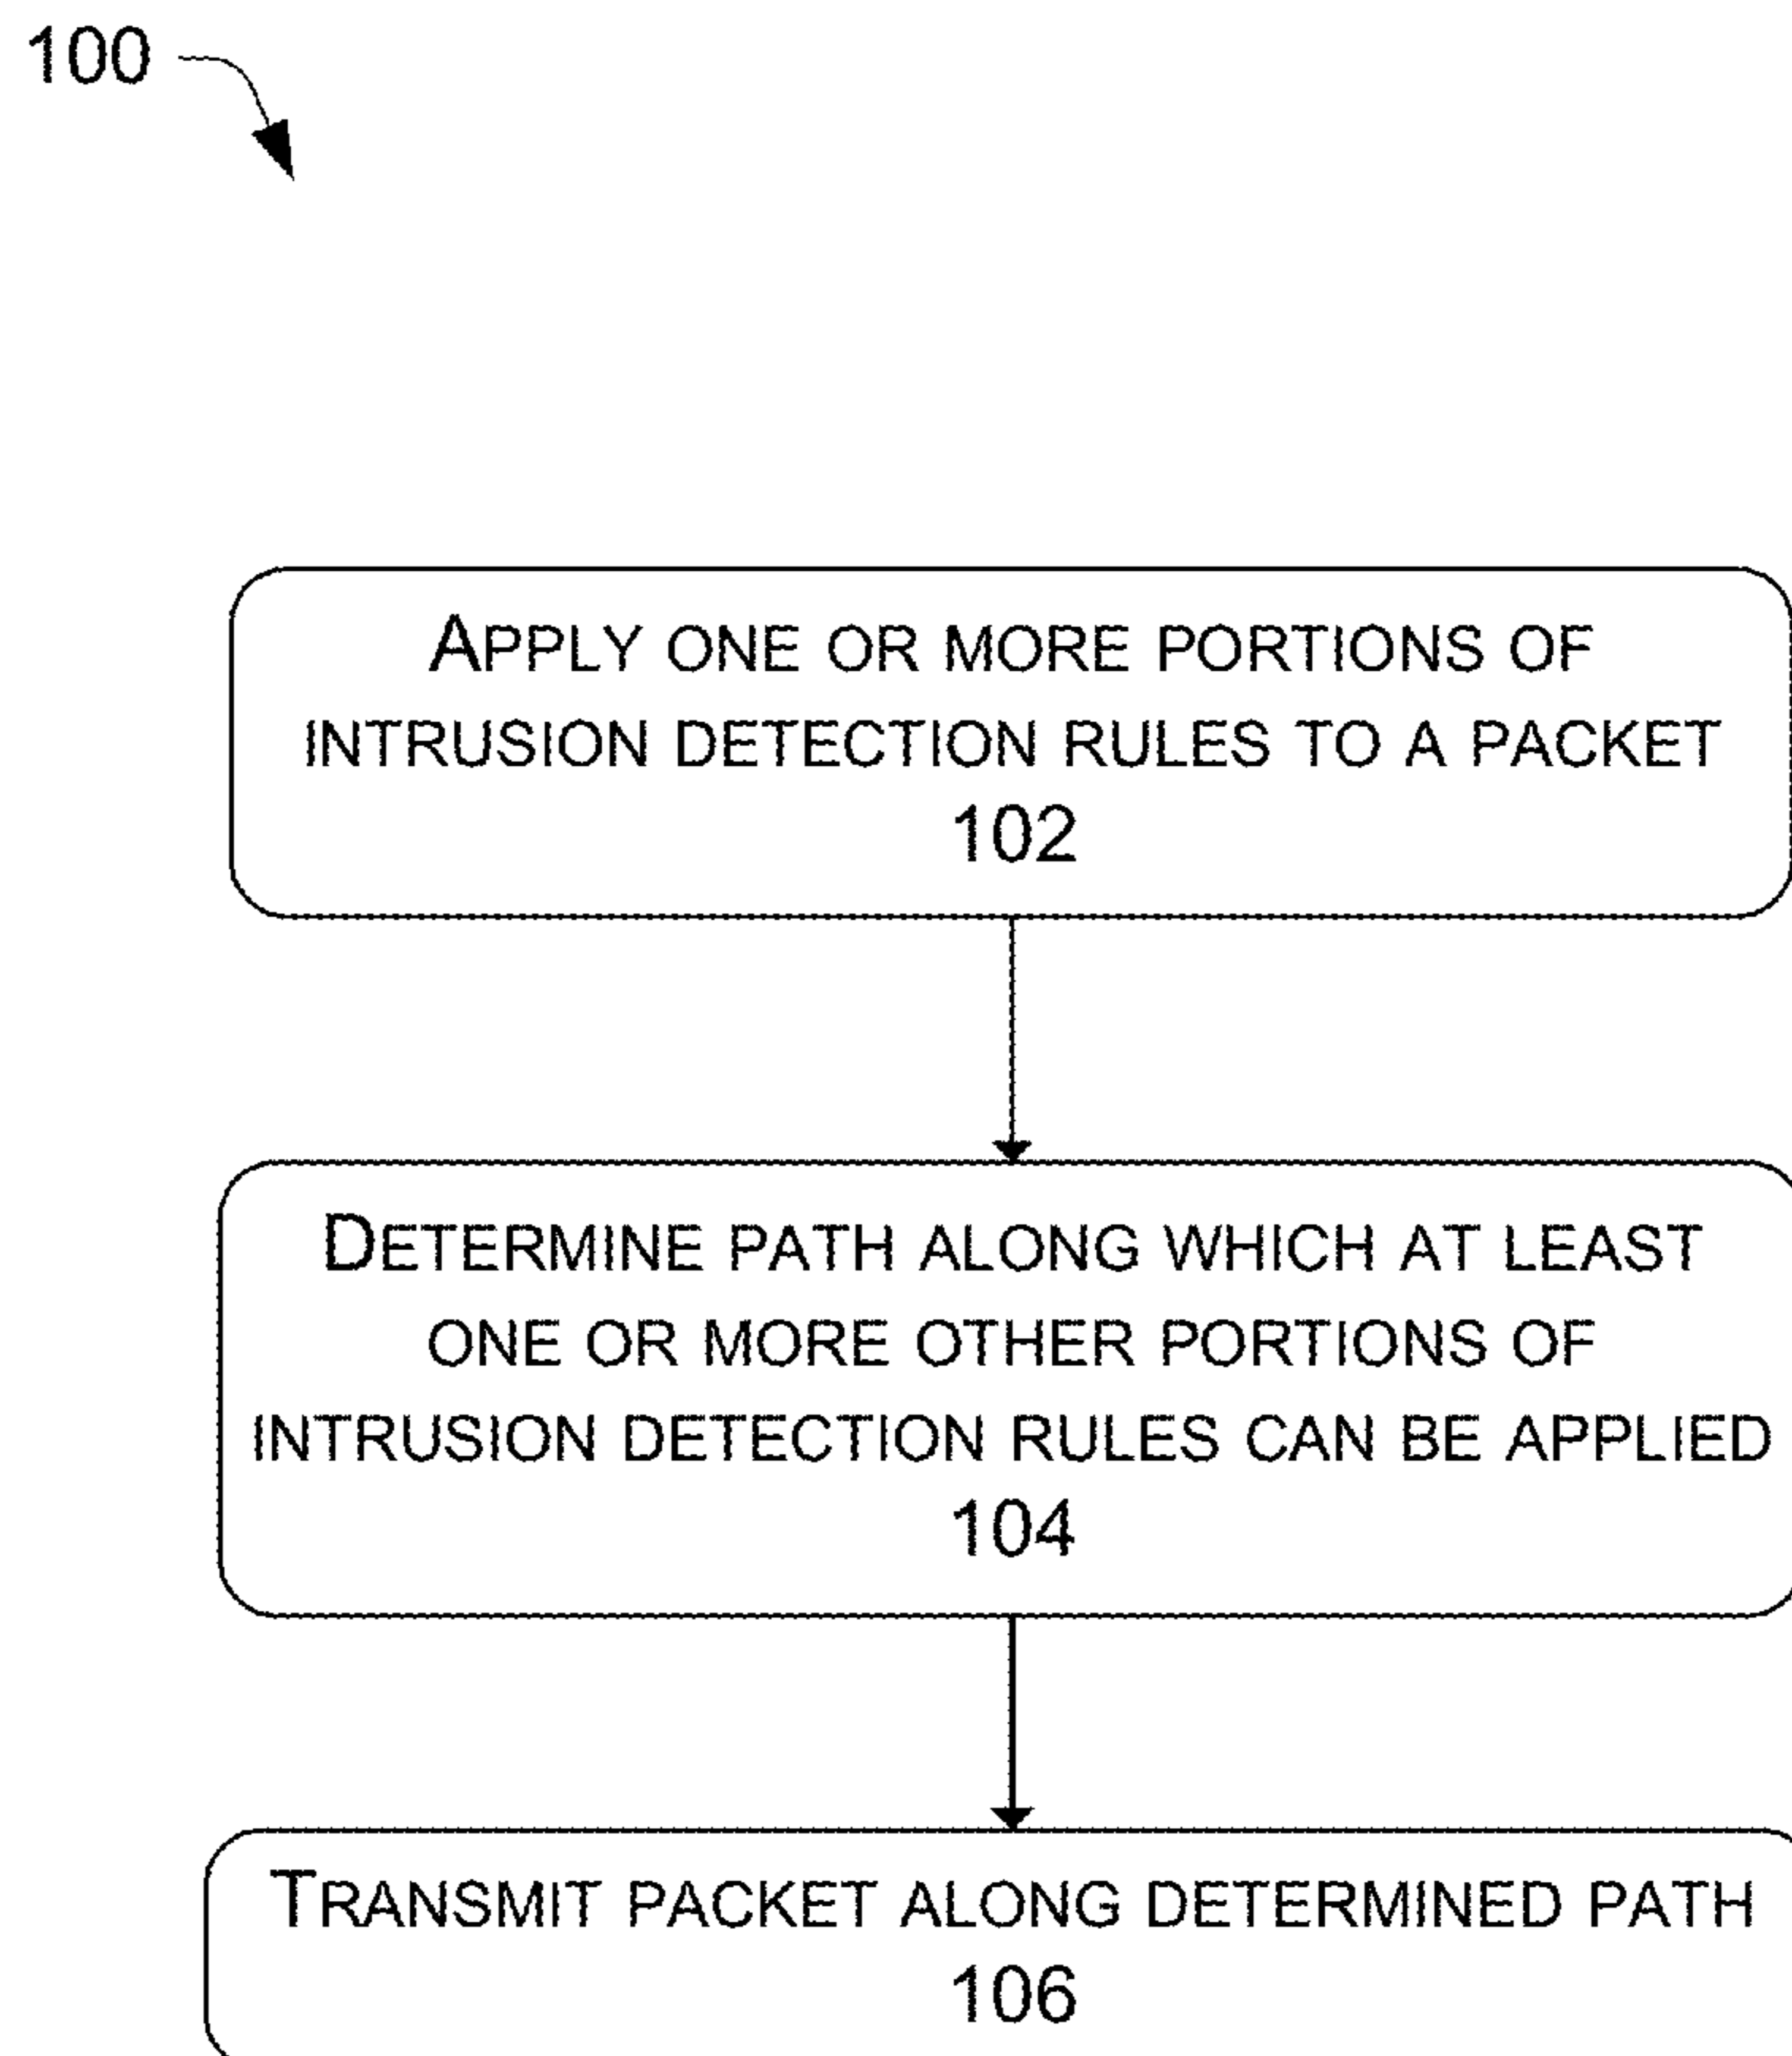 100
APPLY ONE OR MORE PORTIONS OF
INTRUSION DETECTION RULES TO A PACKET
102
DETERMINE PATH ALONG WHICH AT LEAST
ONE OR MORE OTHER PORTIONS OF
INTRUSION DETECTION RULES CAN BE APPLIED
104
TRANSMIT PACKET ALONG DETERMINED PATH
106